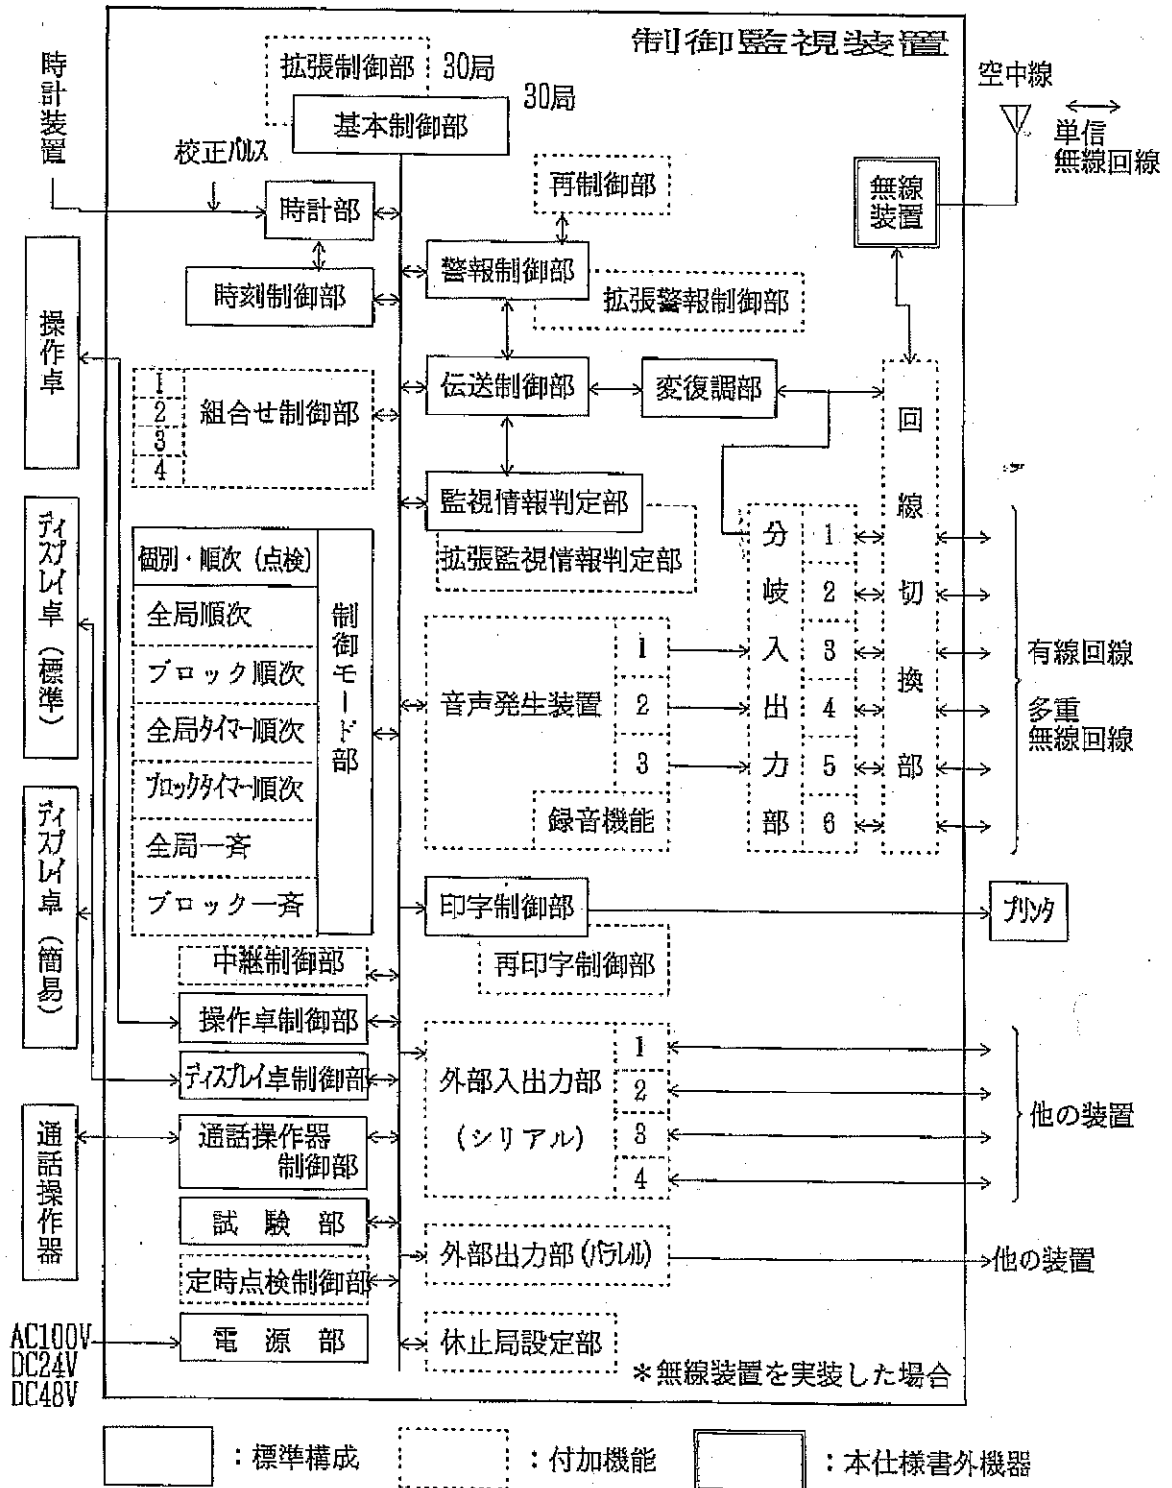 制御監視装置
拡張制御部 30局
基本制御部 30局
時計装置
校正パルス
時計部
時刻制御部
再制御部
警報制御部
拡張警報制御部
無線
装置
空中線
単信
無線回線
操作卓
1
2
3
4
組合せ制御部
伝送制御部
変復調部
監視情報判定部
拡張監視情報判定部
回線切換部
分岐入出力部
1
2
3
4
5
6
有線回線
多重
無線回線
ディスプレイ卓(標準)
ディスプレイ卓(簡易)
個別・順次(点検)
全局順次
ブロック順次
全局タイマー順次
ブロックタイマー順次
全局一斉
ブロック一斉
制御モード部
音声発生装置
1
2
3
録音機能
印字制御部
再印字制御部
プリンタ
中継制御部
操作卓制御部
ディスプレイ卓制御部
通話操作器
通話操作器
制御部
試験部
定時点検制御部
電源部
AC100V
DC24V
DC48V
外部入出力部
(シリアル)
1
2
3
4
他の装置
外部出力部(パラレル)
他の装置
休止局設定部
*無線装置を実装した場合
:標準構成
:付加機能
:本仕様書外機器